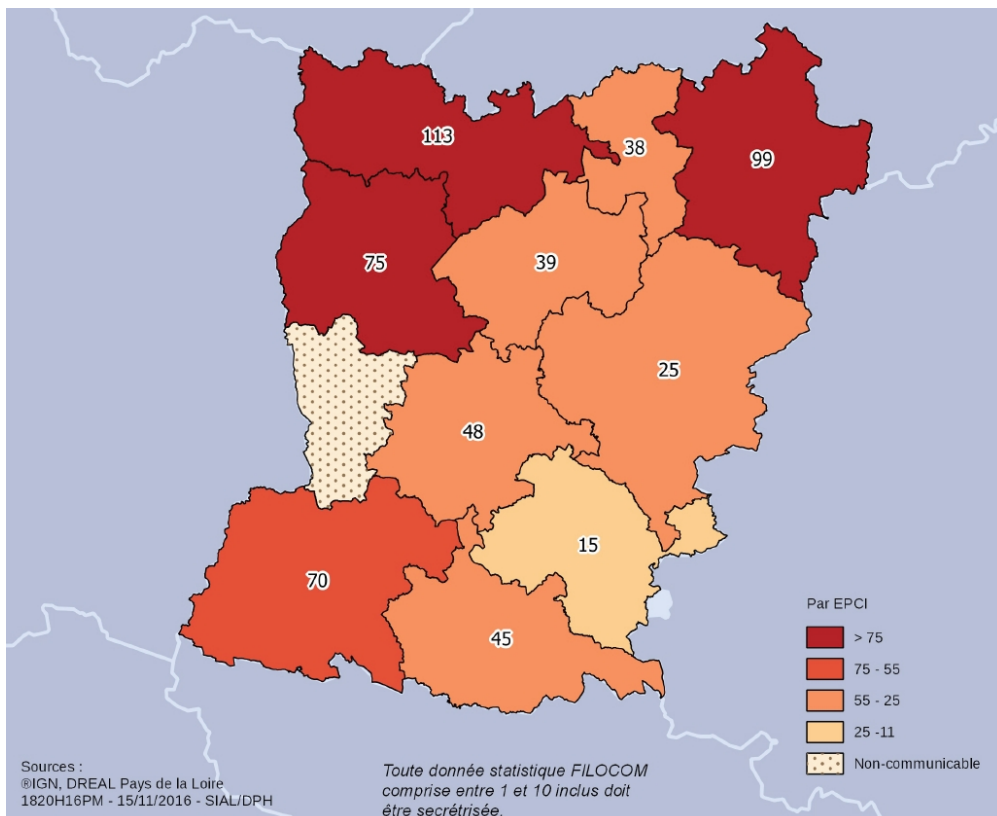 113
38
99
75
39
25
48
15
70
45
Par EPCI
> 75
75 - 55
55 - 25
25 -11
Non-communicable
Sources :
®IGN, DREAL Pays de la Loire
1820H16PM - 15/11/2016 - SIAL/DPH
Toute donnée statistique FILOCOM
comprise entre 1 et 10 inclus doit
être secrétrisée.